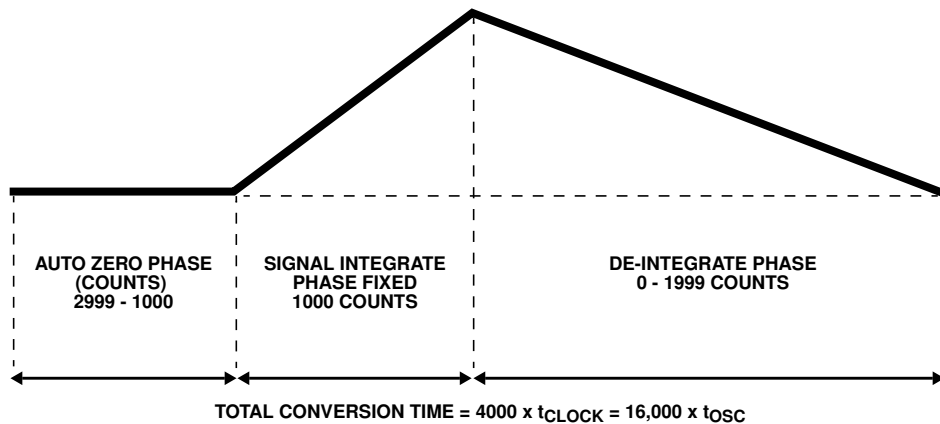 AUTO ZERO PHASE
(COUNTS)
2999 - 1000
SIGNAL INTEGRATE
PHASE FIXED
1000 COUNTS
DE-INTEGRATE PHASE
0 - 1999 COUNTS
TOTAL CONVERSION TIME = 4000 x tCLOCK = 16,000 x tOSC